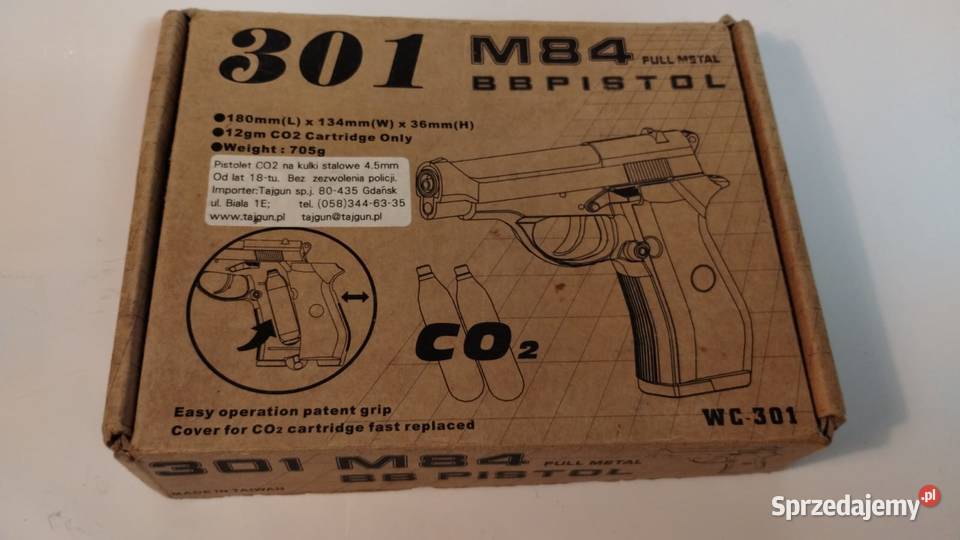 301
M84 FULL METAL
BBPISTOL
●180mm(L) x 134mm(W) x 36mm(H)
●12gm CO2 Cartridge Only
●Weight : 705g
Pistolet CO2 na kulki stalowe 4.5mm
Od lat 18-tu. Bez zezwolenia policji.
Importer:Tajgun sp.j. 80-435 Gdańsk
ul. Biała 1E; tel. (058)344-63-35
www.tajgun.pl tajgun@tajgun.pl
CO2
Easy operation patent grip
Cover for CO2 cartridge fast replaced
WG-301
301 M84 FULL METAL
BB PISTOL
MADE IN TAIWAN
Sprzedajemy.pl